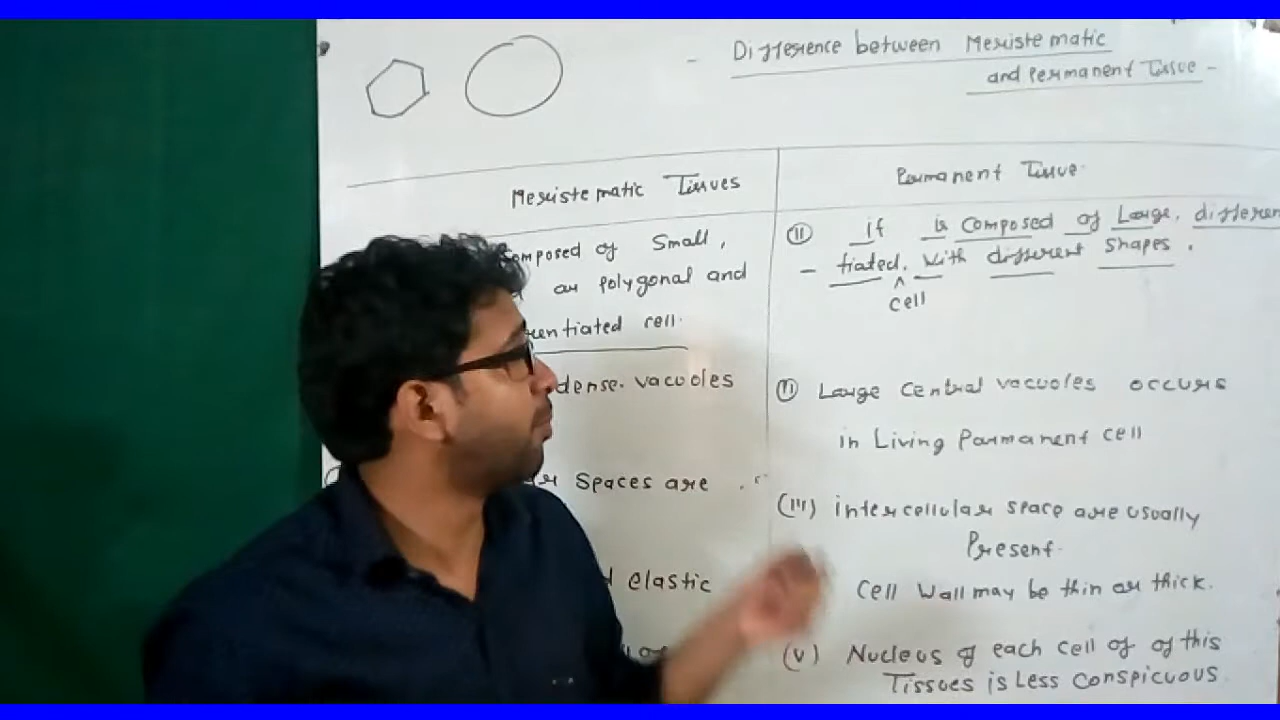 - Difference between Meristematic
and Permanent Tissue -
Meristematic Tissues
Permanent Tissue
composed of Small,
or polygonal and
cell.
dense. vacuoles
Spaces are
elastic
(ii) If is composed of Large, differen
- tiated, with different shapes.
^
cell
(ii) Large central vacuoles occurs
in Living Parmanent cell
(iii) intercellular space are usually
Present.
Cell Wall may be thin or thick.
(v) Nucleus of each cell of of this
Tissues is Less conspicuous